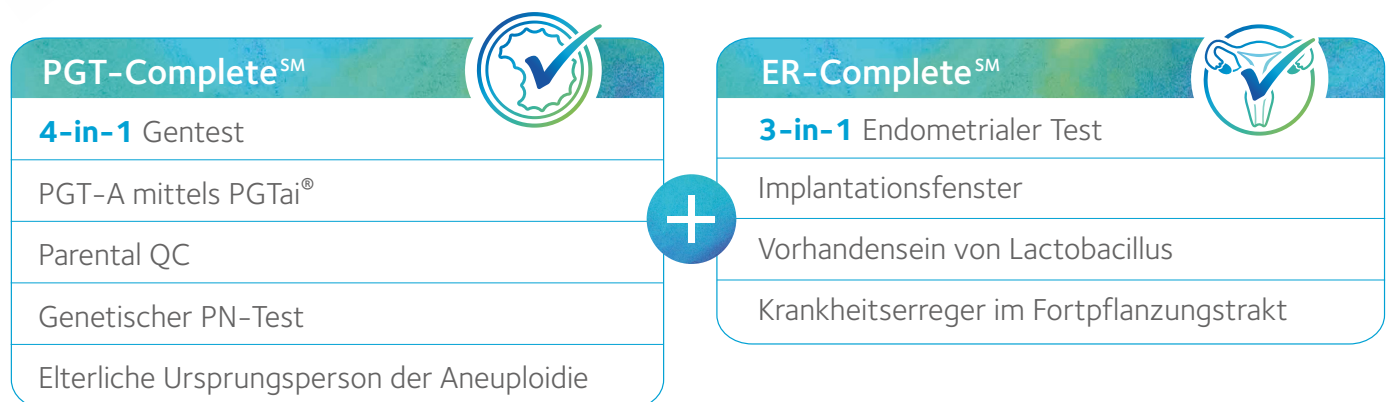 PGT-Complete℠
4-in-1 Gentest
PGT-A mittels PGTai®
Parental QC
Genetischer PN-Test
Elterliche Ursprungsperson der Aneuploidie
+
ER-Complete℠
3-in-1 Endometrialer Test
Implantationsfenster
Vorhandensein von Lactobacillus
Krankheitserreger im Fortpflanzungstrakt